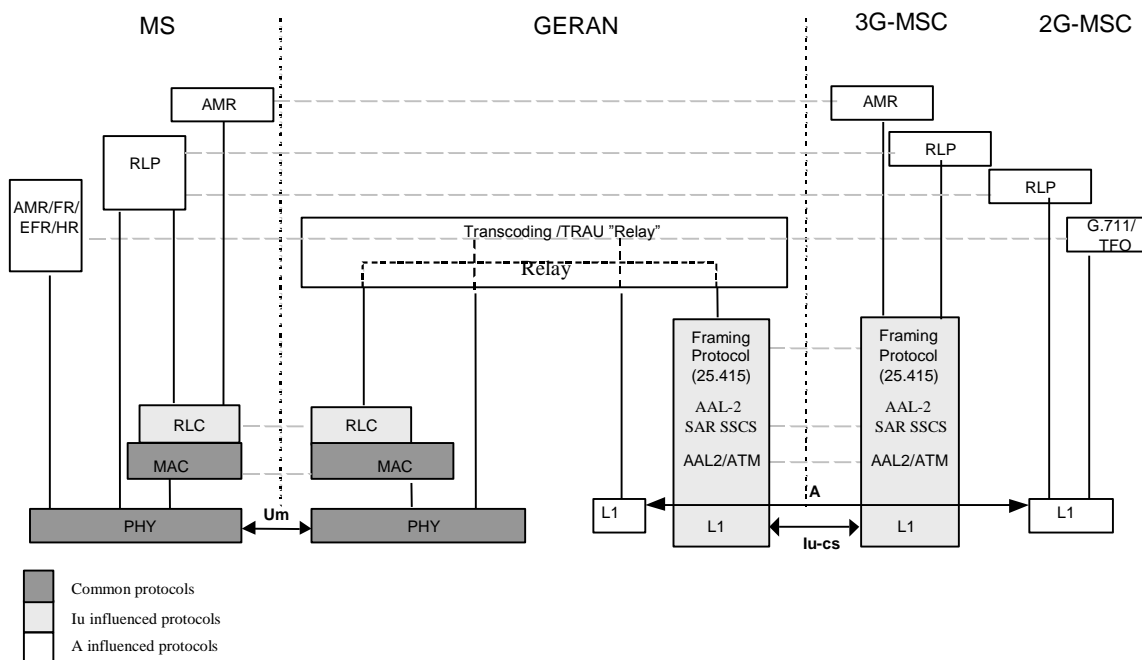 MS
GERAN
3G-MSC
2G-MSC
AMR
AMR
RLP
RLP
RLP
AMR/FR/
EFR/HR
Transcoding /TRAU ”Relay”
Relay
G.711/
TFO
Framing
Protocol
(25.415)
AAL-2
SAR SSCS
AAL2/ATM
L1
Framing
Protocol
(25.415)
AAL-2
SAR SSCS
AAL2/ATM
L1
RLC
MAC
PHY
RLC
MAC
PHY
Um
L1
A
Iu-cs
L1
Common protocols
Iu influenced protocols
A influenced protocols